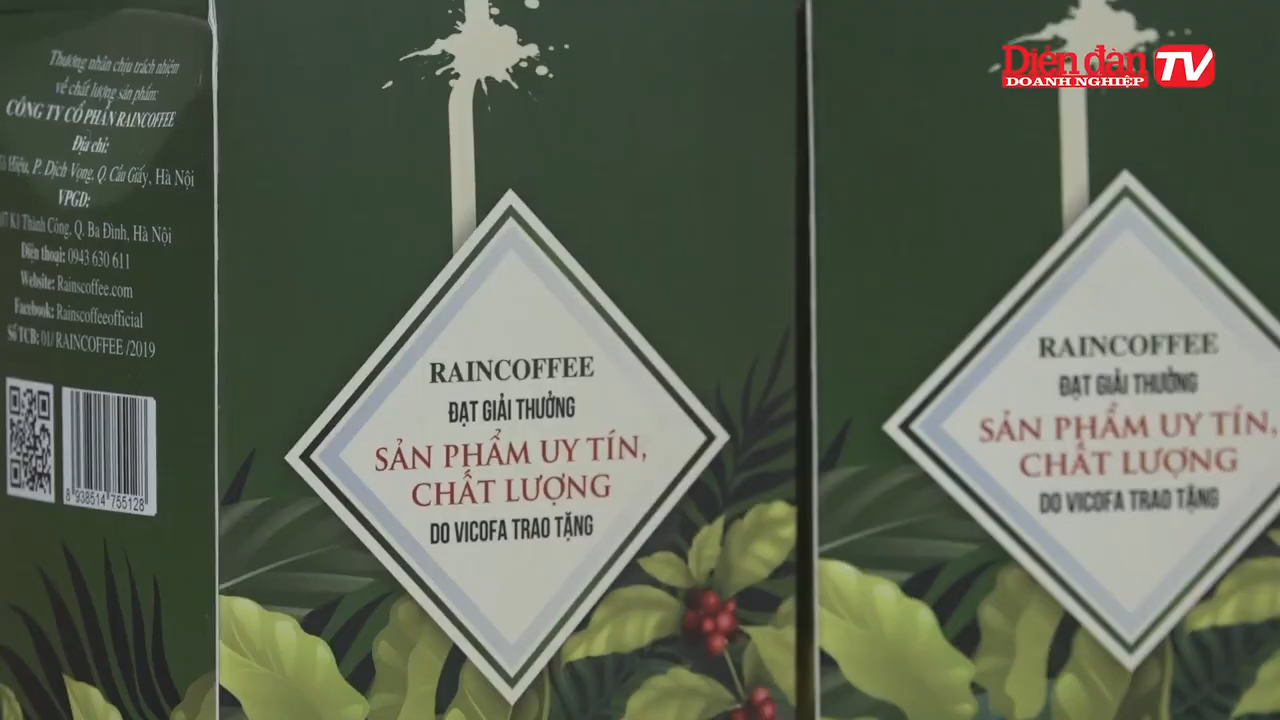 Thương nhân chịu trách nhiệm
về chất lượng sản phẩm:
CÔNG TY CỔ PHẦN RAINCOFFEE
Địa chỉ:
Hiệu, P. Dịch Vọng, Q. Cầu Giấy, Hà Nội
VPGD:
K1 Thành Công, Q. Ba Đình, Hà Nội
Điện thoại: 0943 630 611
Website: Rainscoffee.com
Facebook: Rainscoffeeofficial
Số TCB: 01/ RAINCOFFEE /2019
8 938514 755128
RAINCOFFEE
ĐẠT GIẢI THƯỞNG
SẢN PHẨM UY TÍN,
CHẤT LƯỢNG
DO VICOFA TRAO TẶNG
RAINCOFFEE
ĐẠT GIẢI THƯỞNG
SẢN PHẨM UY TÍN,
CHẤT LƯỢNG
DO VICOFA TRAO TẶNG
Diễn đàn
DOANH NGHIỆP TV